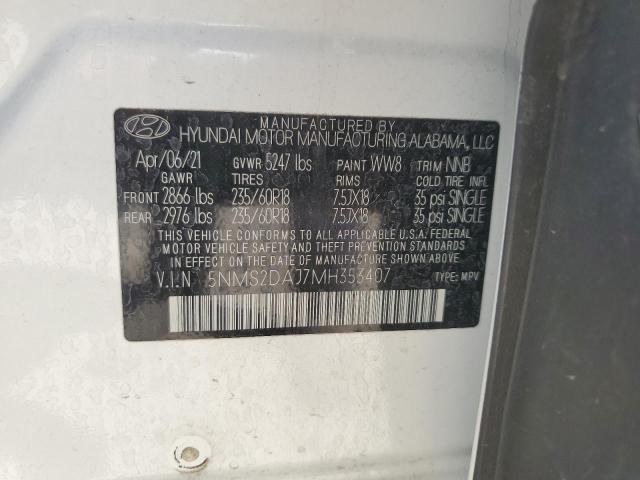 MANUFACTURED BY
HYUNDAI MOTOR MANUFACTURING ALABAMA, LLC
Apr/06/21 GVWR 5247 lbs PAINT WW8 TRIM NNB
GAWR TIRES RIMS COLD TIRE INFL
FRONT 2866 lbs 235/60R18 7.5JX18 35 psi SINGLE
REAR 2976 lbs 235/60R18 7.5JX18 35 psi SINGLE
THIS VEHICLE CONFORMS TO ALL APPLICABLE U.S.A. FEDERAL
MOTOR VEHICLE SAFETY AND THEFT PREVENTION STANDARDS
IN EFFECT ON THE DATE OF MANUFACTURE SHOWN ABOVE.
V.I.N 5NMS2DAJ7MH353407 TYPE: MPV